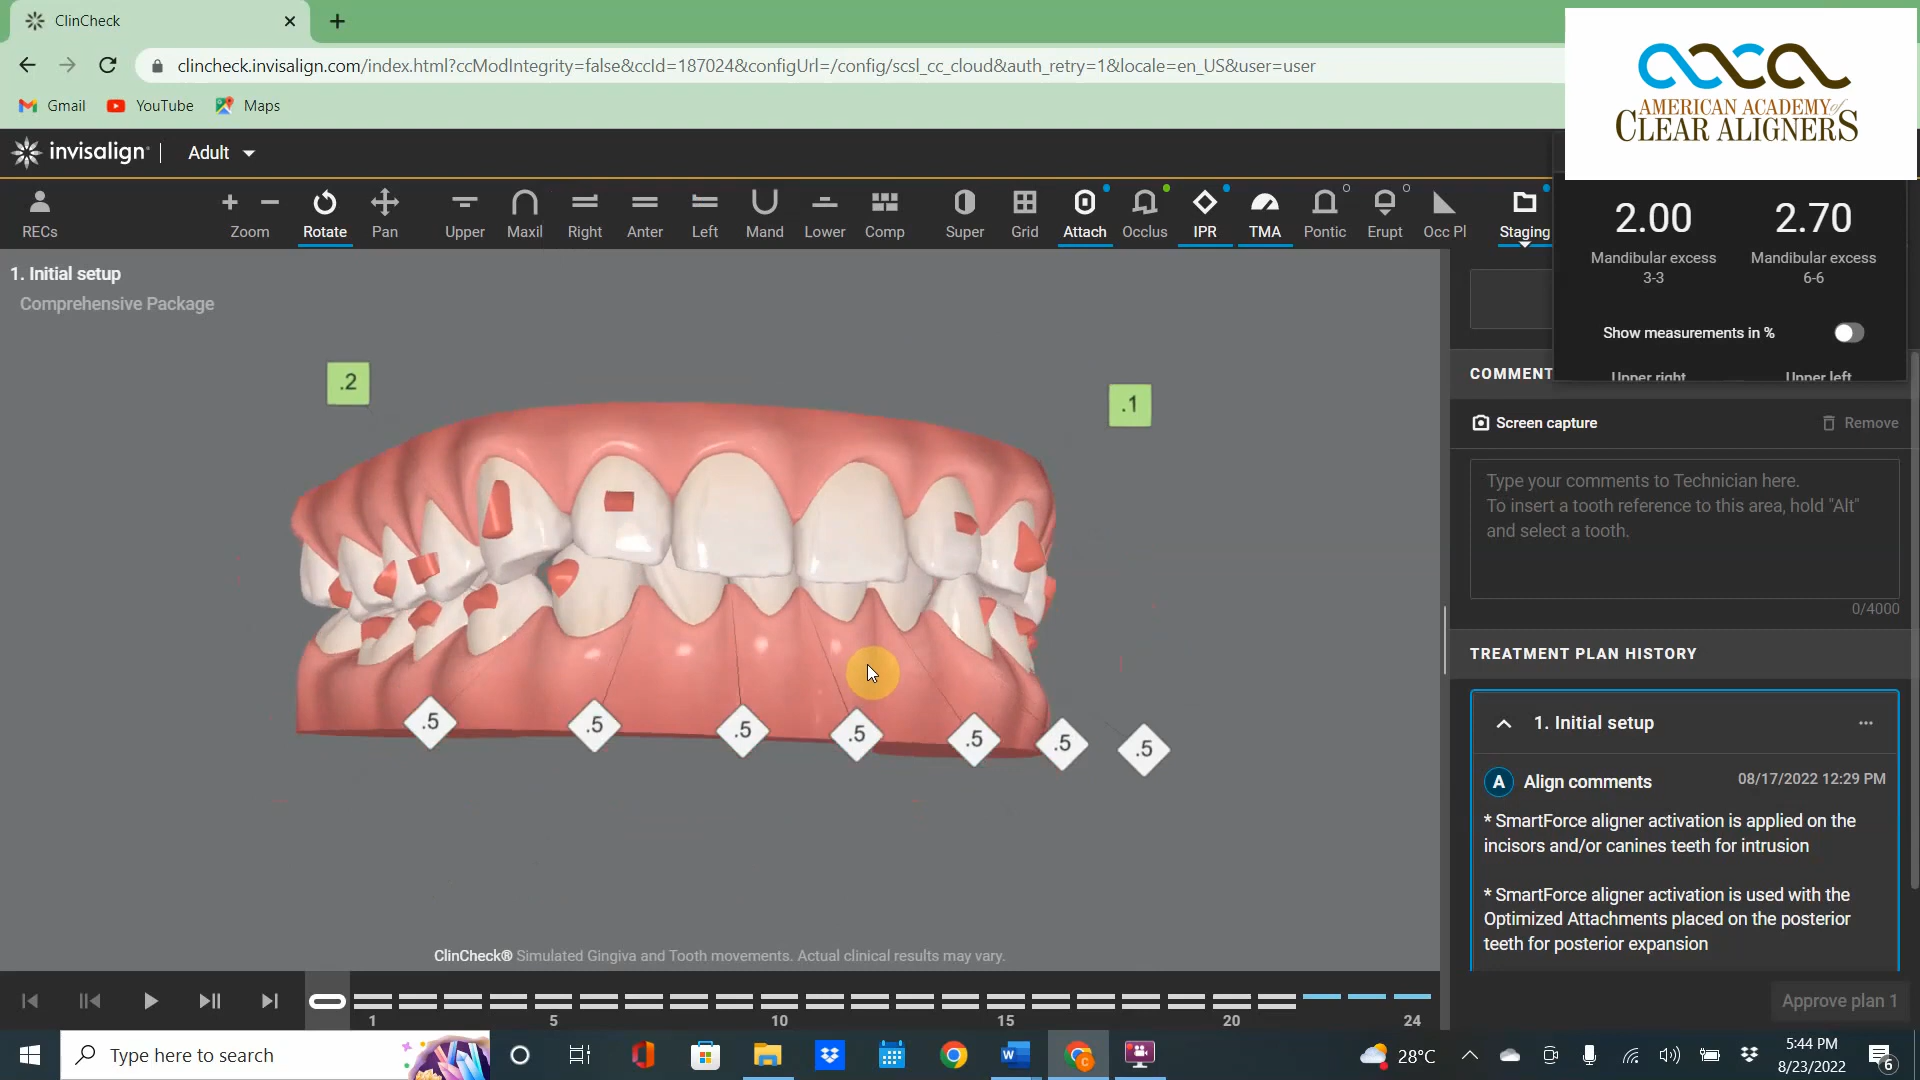 ClinCheck
clincheck.invisalign.com/index.html?ccModIntegrity=false&ccId=187024&configUrl=/config/scsl_cc_cloud&auth_retry=1&locale=en_US&user=user
Gmail YouTube Maps
AMERICAN ACADEMY of
CLEAR ALIGNERS
invisalign Adult
RECs Zoom Rotate Pan Upper Maxil Right Anter Left Mand Lower Comp Super Grid Attach Occlus IPR TMA Pontic Erupt Occ Pl Staging
2.00 2.70
Mandibular excess Mandibular excess
3-3 6-6
Show measurements in %
Upper right Upper left
1. Initial setup
Comprehensive Package
.2
.1
.5 .5 .5 .5 .5 .5 .5
ClinCheck® Simulated Gingiva and Tooth movements. Actual clinical results may vary.
COMMENT
Screen capture Remove
Type your comments to Technician here.
To insert a tooth reference to this area, hold "Alt"
and select a tooth.
0/4000
TREATMENT PLAN HISTORY
1. Initial setup
A Align comments 08/17/2022 12:29 PM
* SmartForce aligner activation is applied on the
incisors and/or canines teeth for intrusion
* SmartForce aligner activation is used with the
Optimized Attachments placed on the posterior
teeth for posterior expansion
Approve plan 1
1 5 10 15 20 24
Type here to search
28°C
5:44 PM
8/23/2022
6